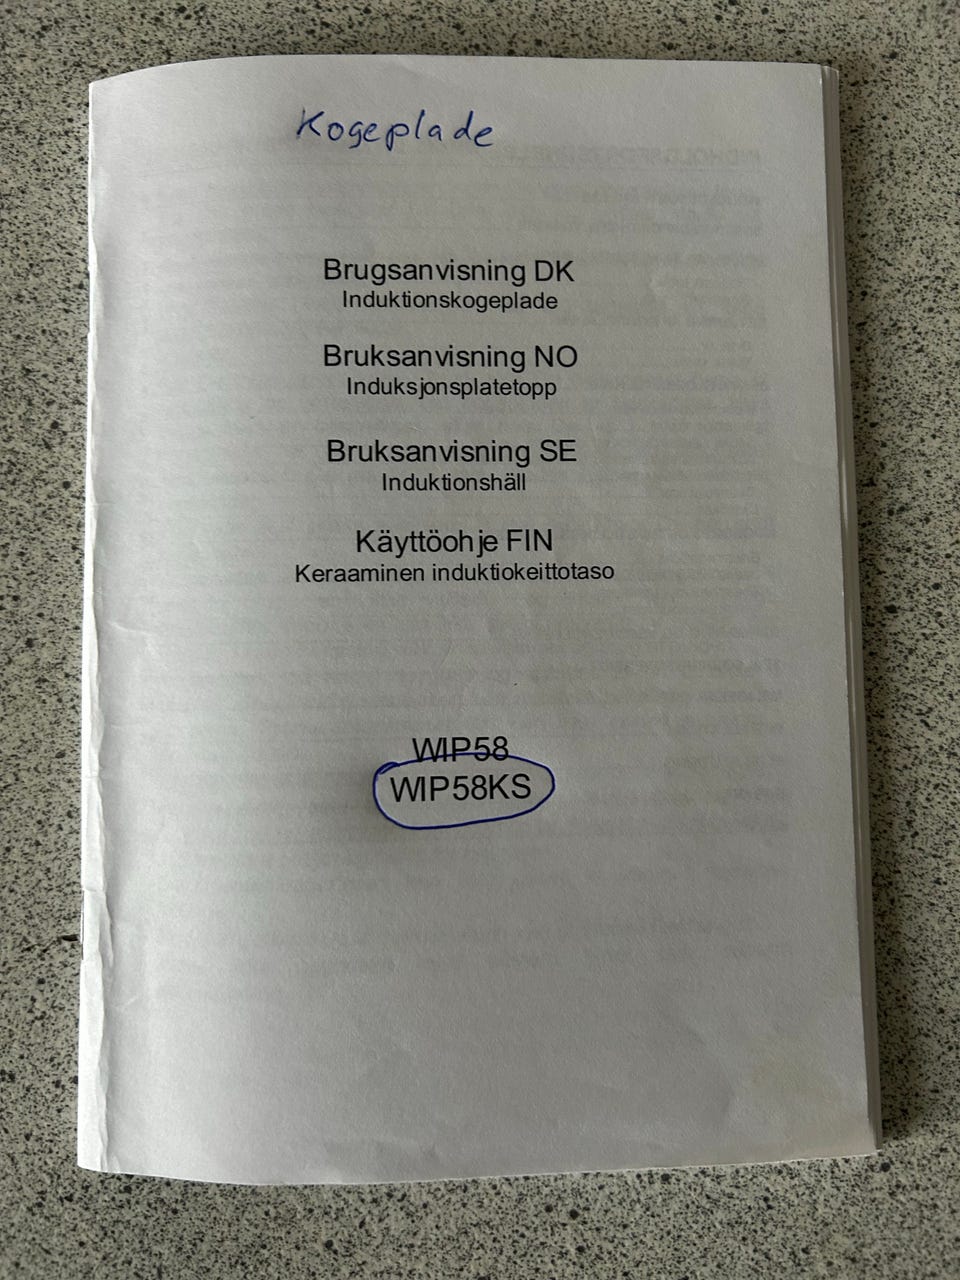 Kogeplade
Brugsanvisning DK
Induktionskogeplade
Bruksanvisning NO
Induksjonsplatetopp
Bruksanvisning SE
Induktionshäll
Käyttöohje FIN
Keraaminen induktiokeittotaso
WIP58
WIP58KS